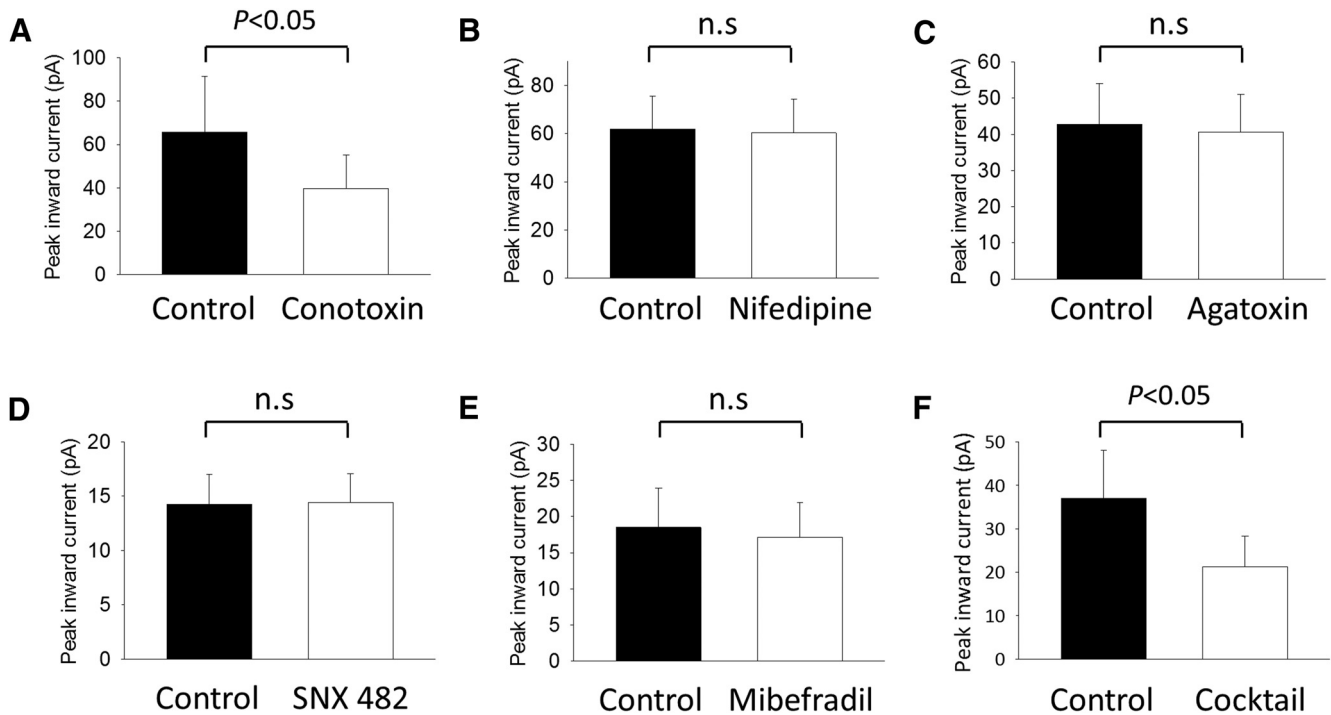 A
P<0.05
Peak inward current (pA)
100
80
60
40
20
0
Control Conotoxin
B
n.s
Peak inward current (pA)
80
60
40
20
0
Control Nifedipine
C
n.s
Peak inward current (pA)
60
50
40
30
20
10
0
Control Agatoxin
D
n.s
Peak inward current (pA)
20
15
10
5
0
Control SNX 482
E
n.s
Peak inward current (pA)
30
25
20
15
10
5
0
Control Mibefradil
F
P<0.05
Peak inward current (pA)
50
40
30
20
10
0
Control Cocktail